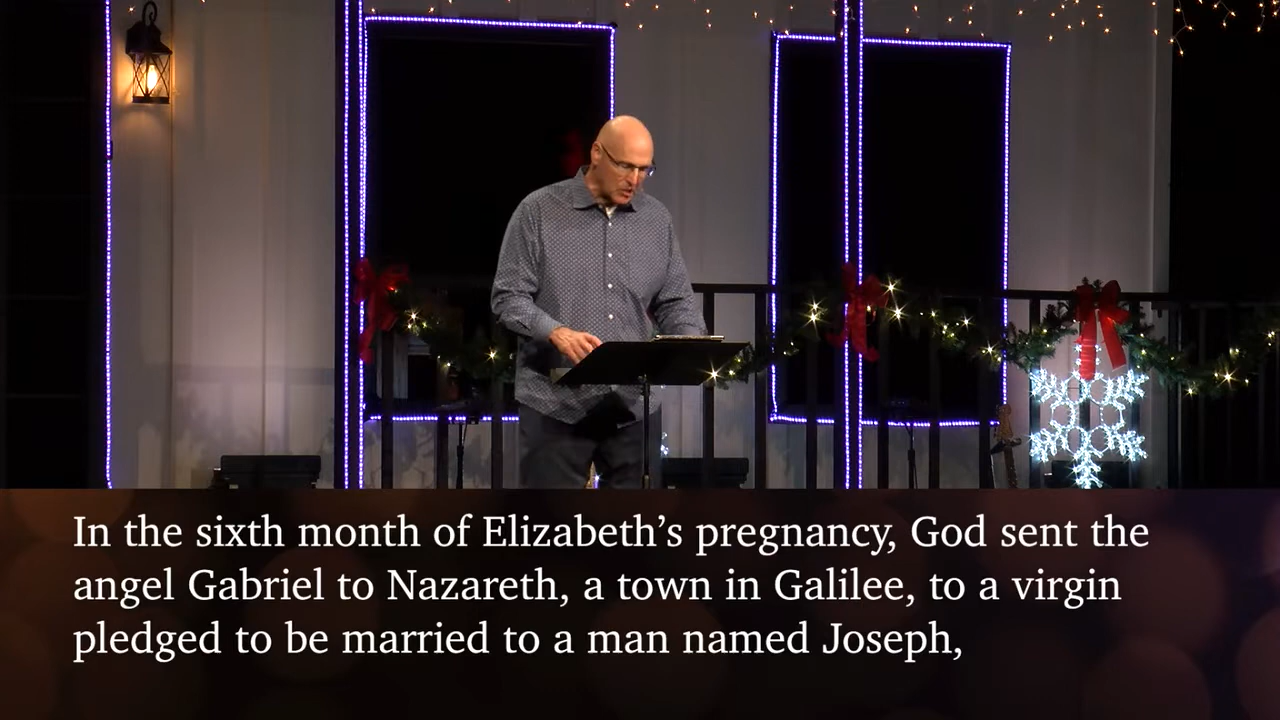 In the sixth month of Elizabeth’s pregnancy, God sent the
angel Gabriel to Nazareth, a town in Galilee, to a virgin
pledged to be married to a man named Joseph,